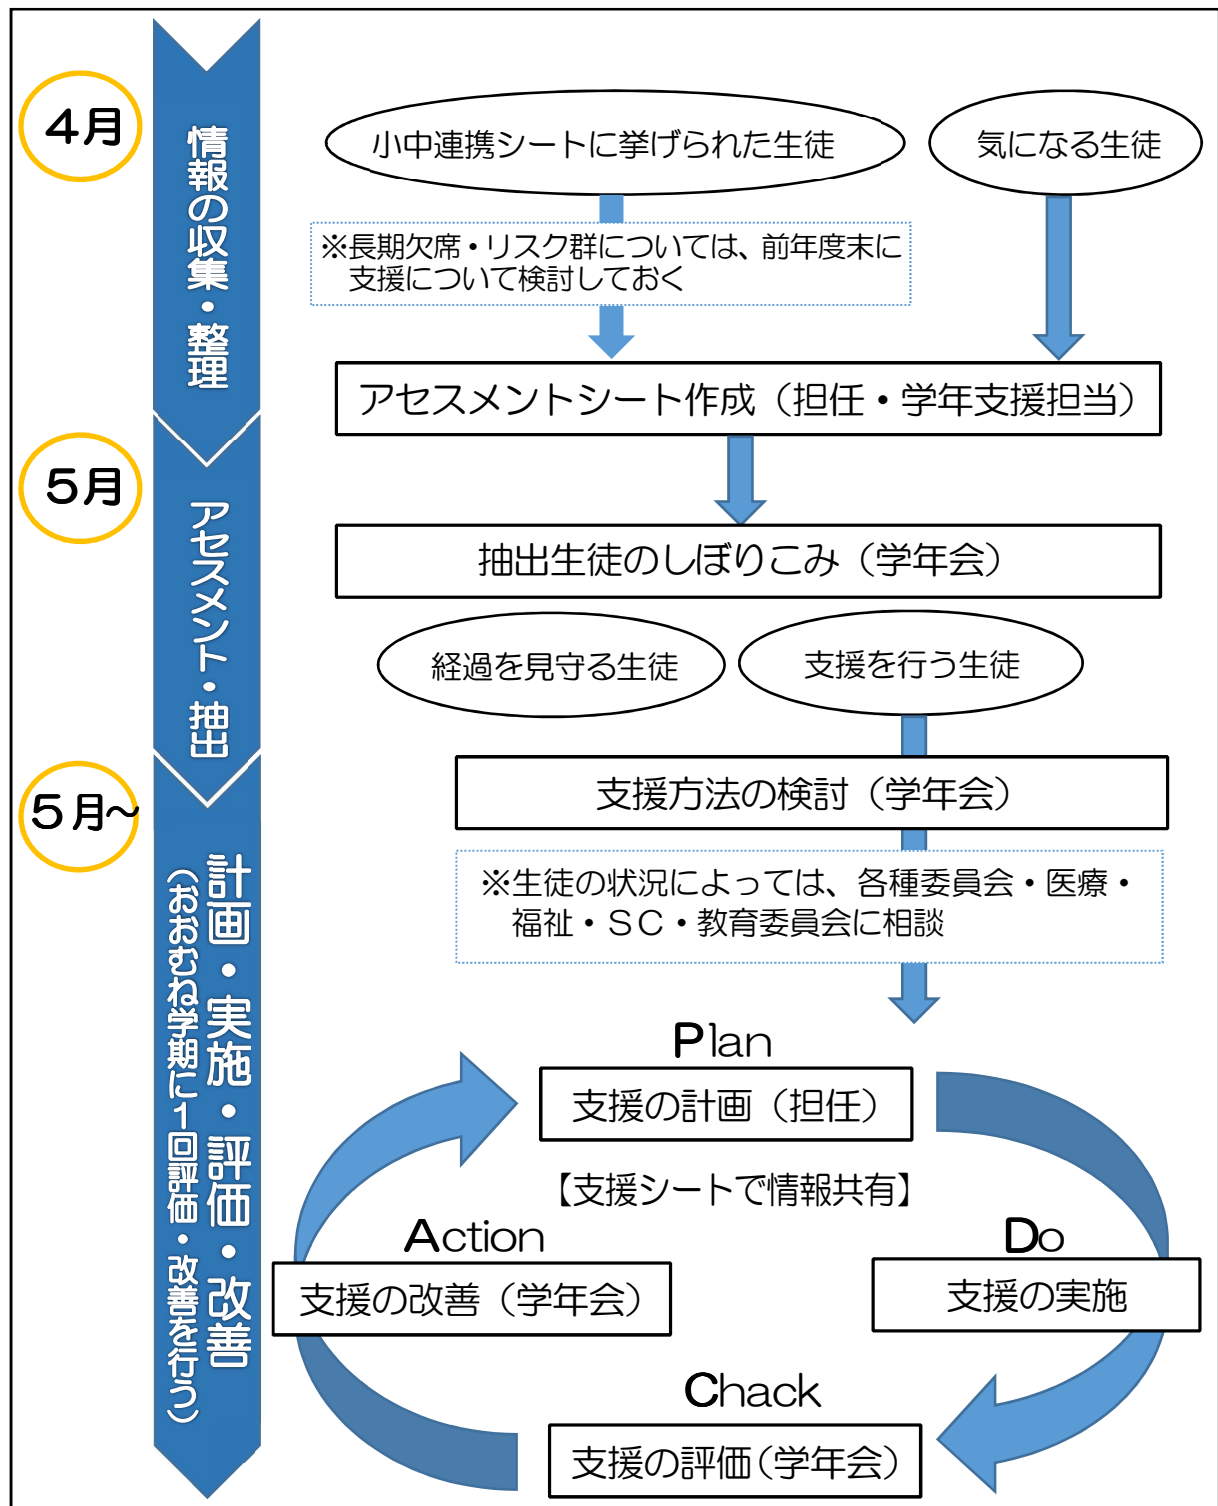 4月
情報の収集・整理
小中連携シートに挙げられた生徒
気になる生徒
※長期欠席・リスク群については、前年度末に
支援について検討しておく
アセスメントシート作成（担任・学年支援担当）
5月
アセスメント・抽出
抽出生徒のしぼりこみ（学年会）
経過を見守る生徒
支援を行う生徒
5月～
計画・実施・評価・改善
（おおむね学期に1回評価・改善を行う）
支援方法の検討（学年会）
※生徒の状況によっては、各種委員会・医療・
福祉・ＳＣ・教育委員会に相談
Plan
支援の計画（担任）
【支援シートで情報共有】
Action
支援の改善（学年会）
Do
支援の実施
Chack
支援の評価（学年会）